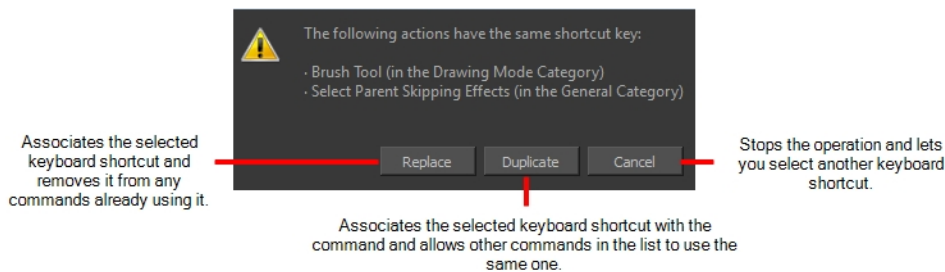 The following actions have the same shortcut key:
· Brush Tool (in the Drawing Mode Category)
· Select Parent Skipping Effects (in the General Category)
Associates the selected
keyboard shortcut and
removes it from any
commands already using it.
Replace
Duplicate
Cancel
Stops the operation and lets
you select another keyboard
shortcut.
Associates the selected keyboard shortcut with the
command and allows other commands in the list to use the
same one.